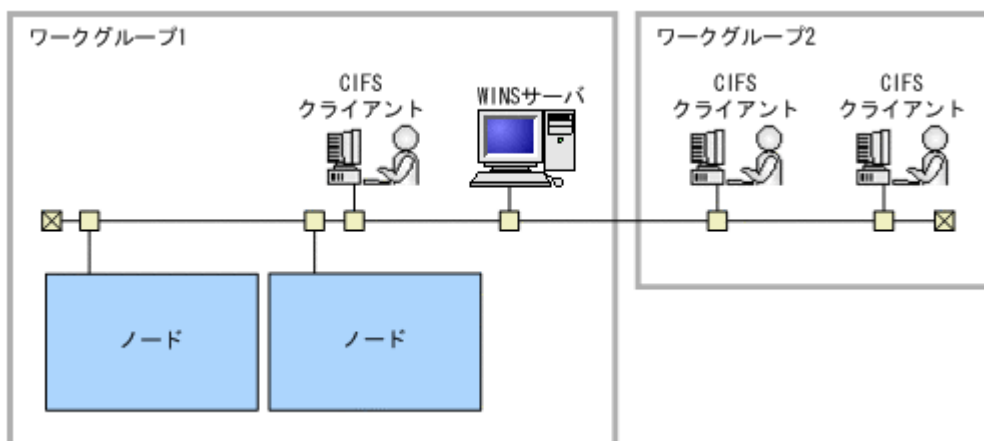 ワークグループ1
ワークグループ2
CIFS
クライアント
WINSサーバ
CIFS
クライアント
CIFS
クライアント
ノード
ノード